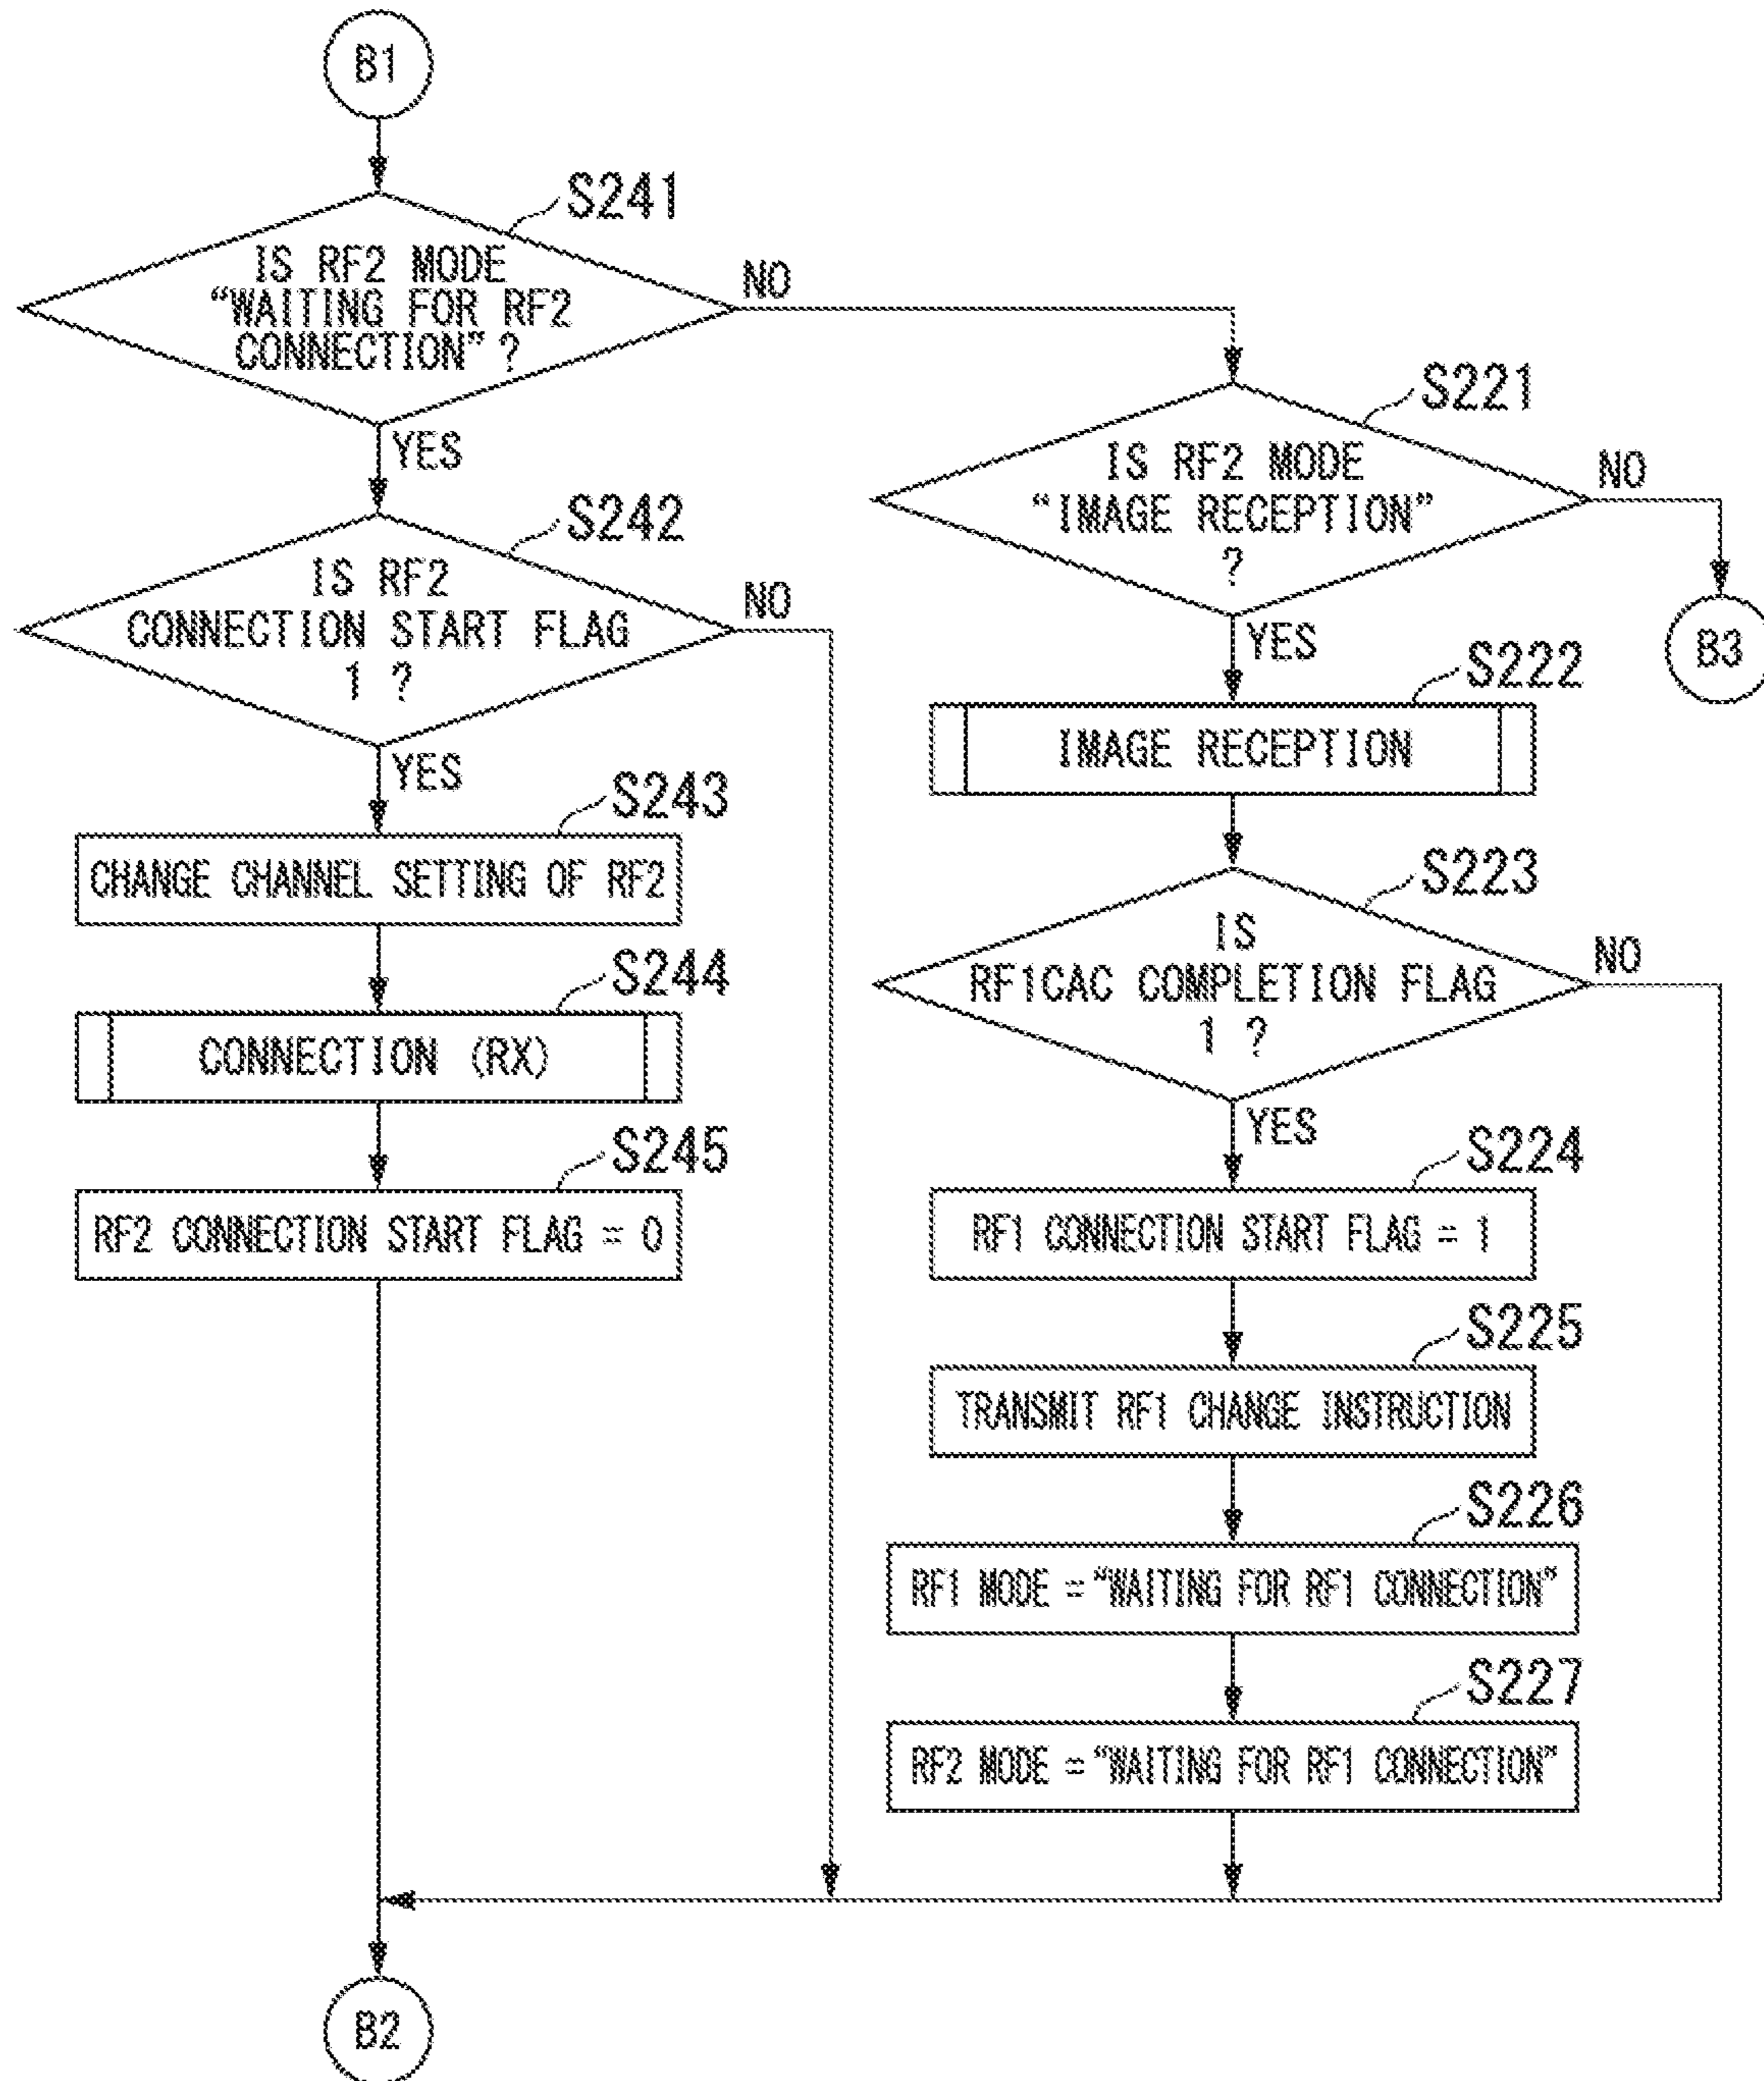 B1
S241
IS RF2 MODE
“WAITING FOR RF2
CONNECTION” ?
NO
YES
S242
IS RF2
CONNECTION START FLAG
1 ?
NO
YES
S243
CHANGE CHANNEL SETTING OF RF2
S244
CONNECTION (RX)
S245
RF2 CONNECTION START FLAG = 0
S221
IS RF2 MODE
“IMAGE RECEPTION”
?
NO
B3
YES
S222
IMAGE RECEPTION
S223
IS
RF1CAC COMPLETION FLAG
1 ?
NO
YES
S224
RF1 CONNECTION START FLAG = 1
S225
TRANSMIT RF1 CHANGE INSTRUCTION
S226
RF1 MODE = “WAITING FOR RF1 CONNECTION”
S227
RF2 MODE = “WAITING FOR RF1 CONNECTION”
B2